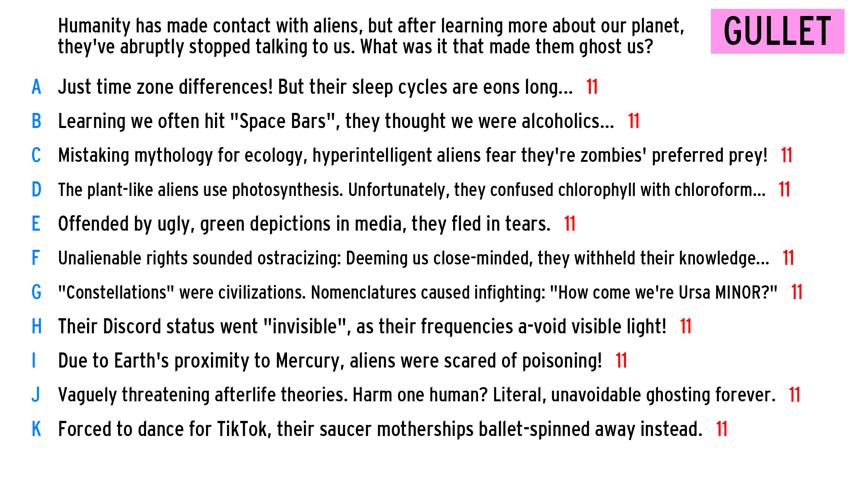 Humanity has made contact with aliens, but after learning more about our planet,
they've abruptly stopped talking to us. What was it that made them ghost us?
GULLET
A Just time zone differences! But their sleep cycles are eons long... 11
B Learning we often hit "Space Bars", they thought we were alcoholics... 11
C Mistaking mythology for ecology, hyperintelligent aliens fear they're zombies' preferred prey! 11
D The plant-like aliens use photosynthesis. Unfortunately, they confused chlorophyll with chloroform... 11
E Offended by ugly, green depictions in media, they fled in tears. 11
F Unalienable rights sounded ostracizing: Deeming us close-minded, they withheld their knowledge... 11
G "Constellations" were civilizations. Nomenclatures caused infighting: "How come we're Ursa MINOR?" 11
H Their Discord status went "invisible", as their frequencies a-void visible light! 11
I Due to Earth's proximity to Mercury, aliens were scared of poisoning! 11
J Vaguely threatening afterlife theories. Harm one human? Literal, unavoidable ghosting forever. 11
K Forced to dance for TikTok, their saucer motherships ballet-spinned away instead. 11